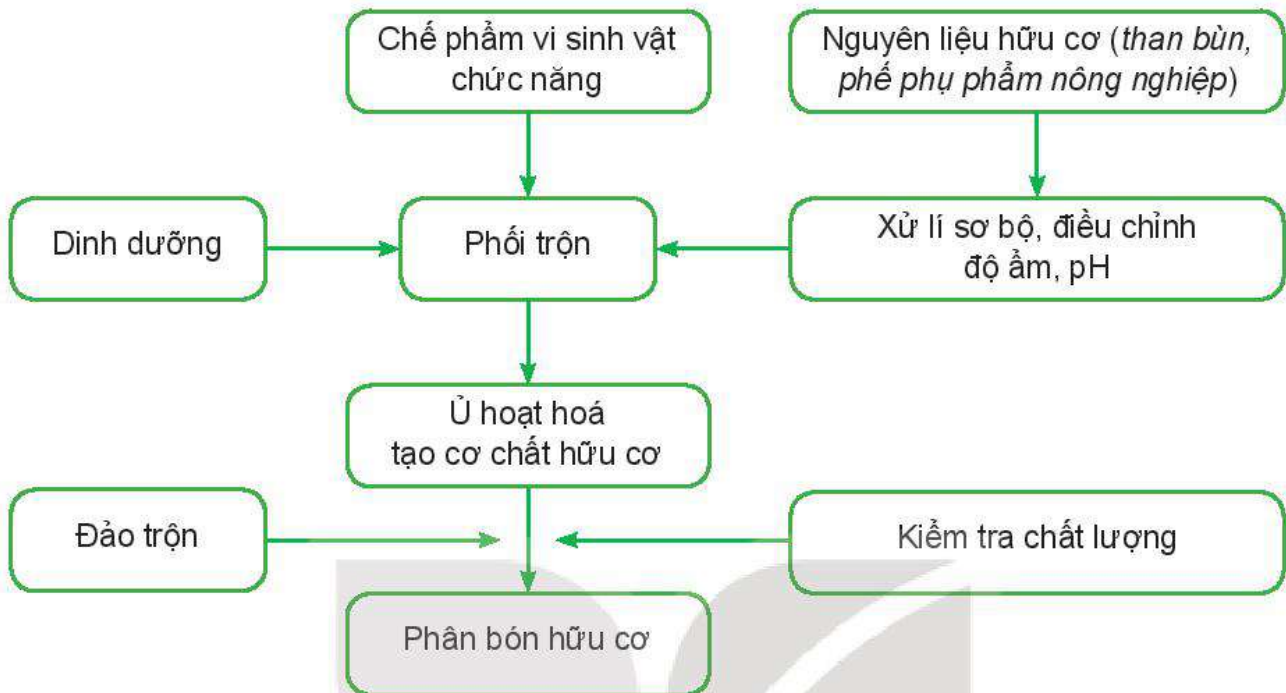 Chế phẩm vi sinh vật
chức năng
Nguyên liệu hữu cơ (than bùn,
phế phụ phẩm nông nghiệp)
Dinh dưỡng
Phối trộn
Xử lí sơ bộ, điều chỉnh
độ ẩm, pH
Ủ hoạt hoá
tạo cơ chất hữu cơ
Đảo trộn
Kiểm tra chất lượng
Phân bón hữu cơ